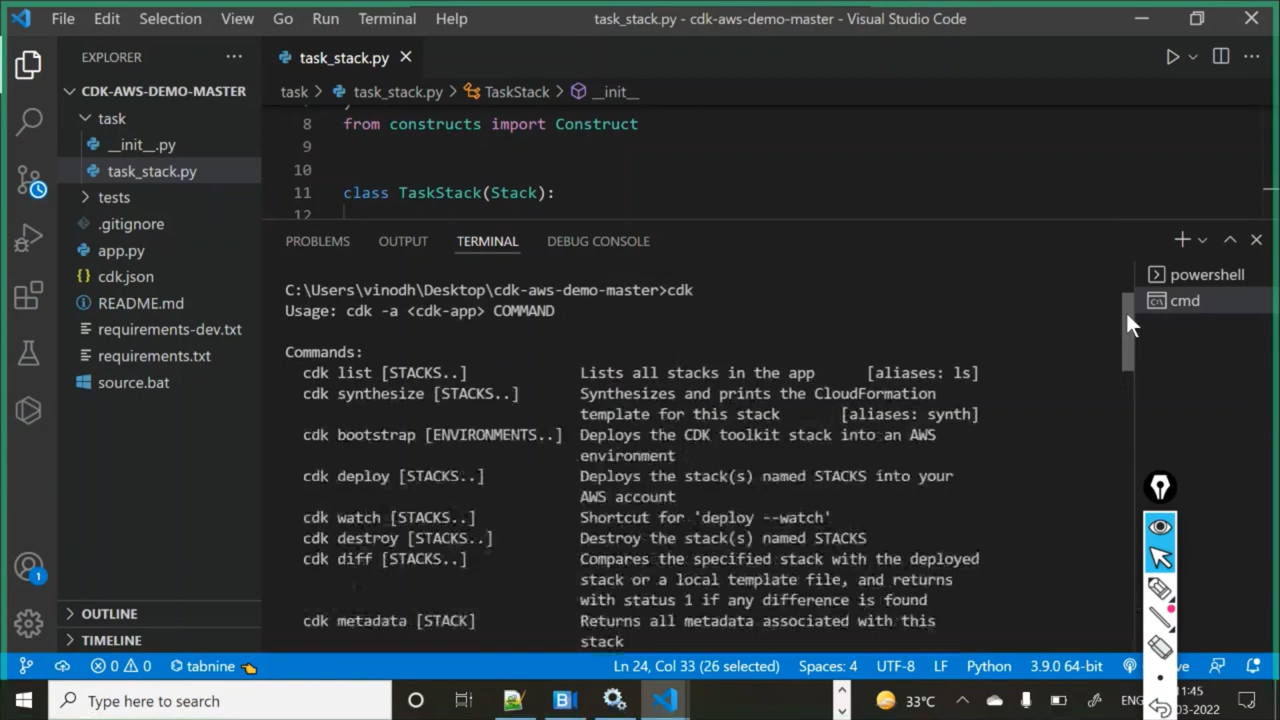 File Edit Selection View Go Run Terminal Help task_stack.py - cdk-aws-demo-master - Visual Studio Code
EXPLORER
CDK-AWS-DEMO-MASTER
task
__init__.py
task_stack.py
tests
.gitignore
app.py
cdk.json
README.md
requirements-dev.txt
requirements.txt
source.bat
OUTLINE
TIMELINE
task_stack.py
task > task_stack.py > TaskStack > __init__
8 from constructs import Construct
9
10
11 class TaskStack(Stack):
12
PROBLEMS OUTPUT TERMINAL DEBUG CONSOLE
powershell
cmd
C:\Users\vinodh\Desktop\cdk-aws-demo-master>cdk
Usage: cdk -a <cdk-app> COMMAND
Commands:
cdk list [STACKS..] Lists all stacks in the app [aliases: ls]
cdk synthesize [STACKS..] Synthesizes and prints the CloudFormation
template for this stack [aliases: synth]
cdk bootstrap [ENVIRONMENTS..] Deploys the CDK toolkit stack into an AWS
environment
cdk deploy [STACKS..] Deploys the stack(s) named STACKS into your
AWS account
cdk watch [STACKS..] Shortcut for 'deploy --watch'
cdk destroy [STACKS..] Destroy the stack(s) named STACKS
cdk diff [STACKS..] Compares the specified stack with the deployed
stack or a local template file, and returns
with status 1 if any difference is found
cdk metadata [STACK] Returns all metadata associated with this
stack
1
0 0 tabnine Ln 24, Col 33 (26 selected) Spaces: 4 UTF-8 LF Python 3.9.0 64-bit
Type here to search 33°C ENG 11:45
03-2022